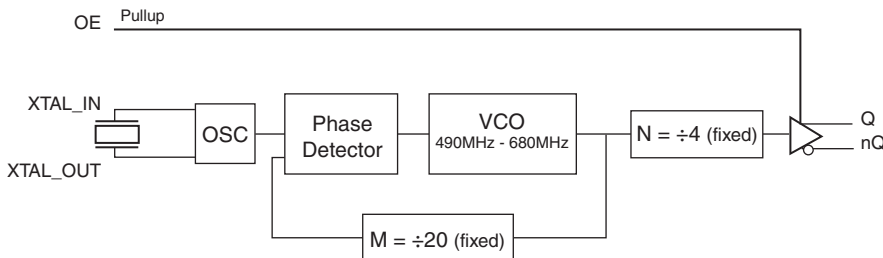 OE Pullup
XTAL_IN
XTAL_OUT
OSC
Phase
Detector
VCO
490MHz - 680MHz
N = ÷4 (fixed)
Q
nQ
M = ÷20 (fixed)